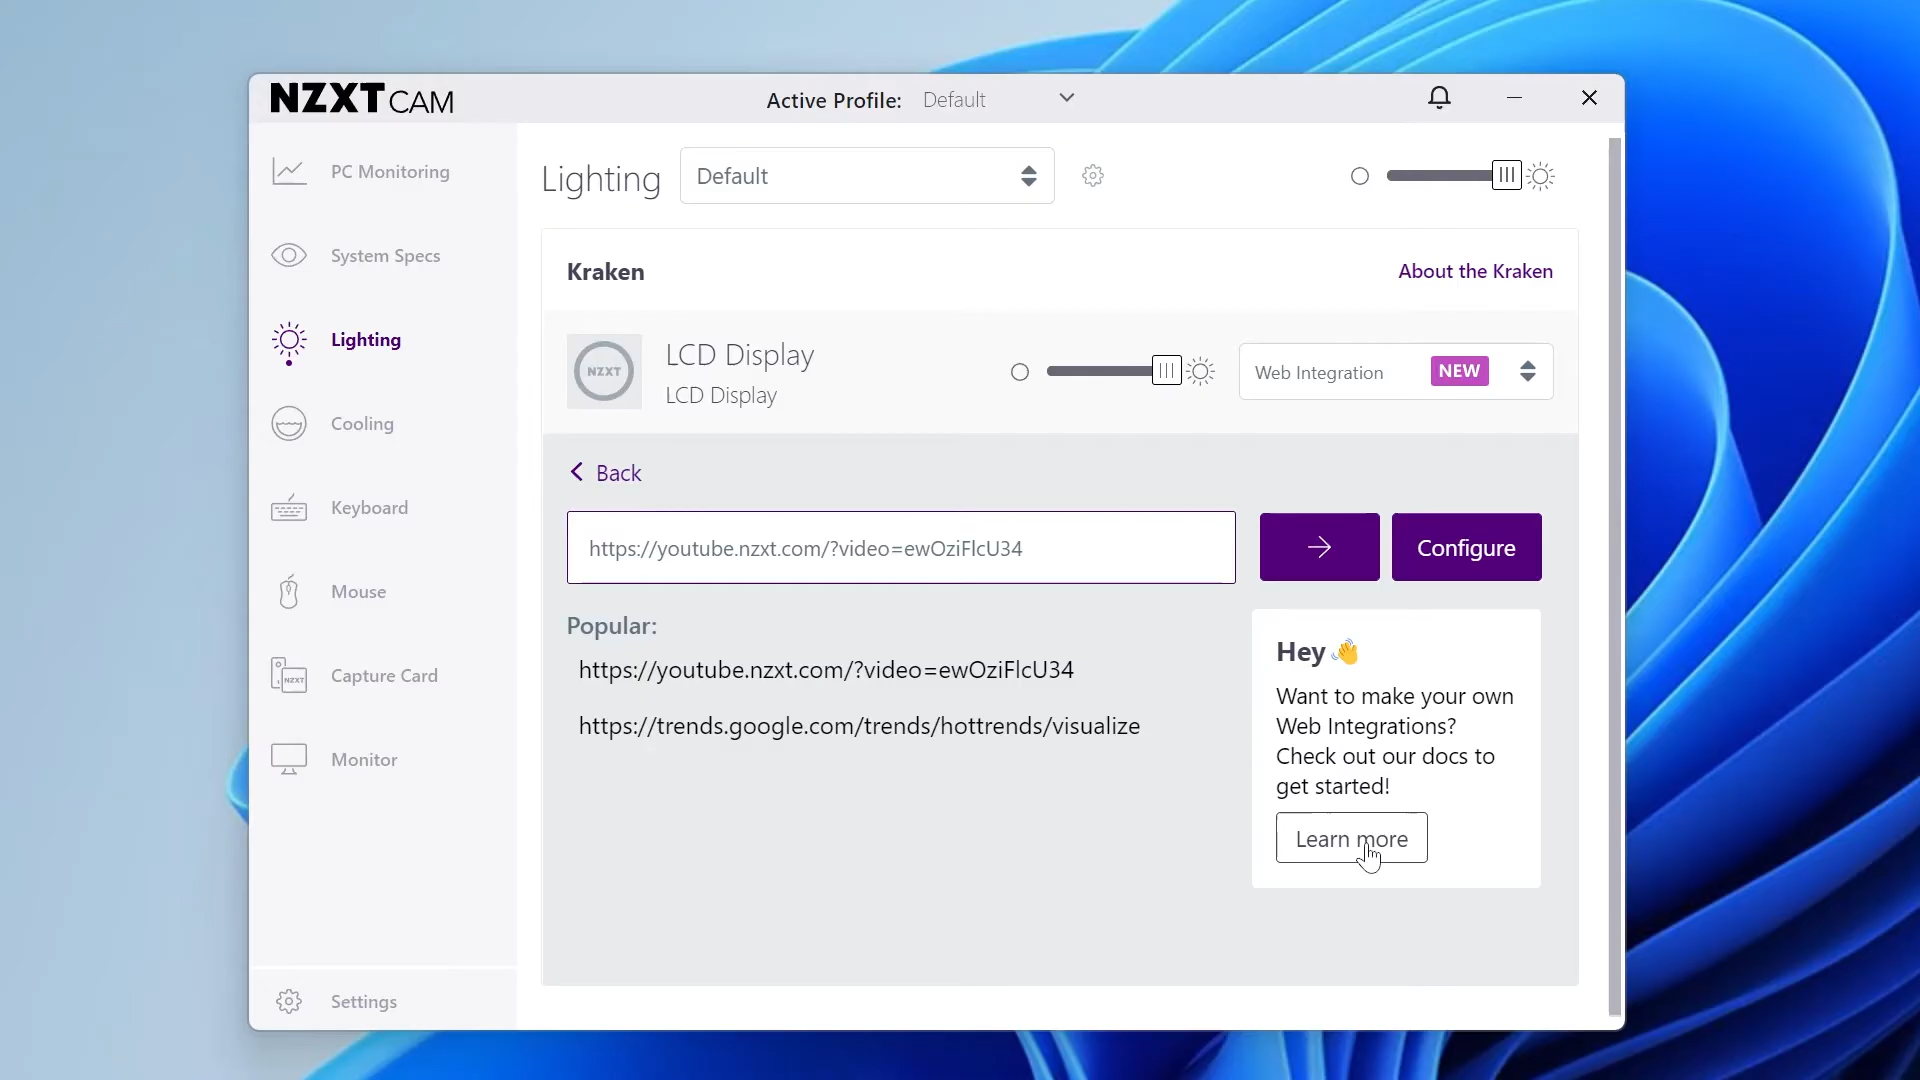 NZXT CAM
Active Profile: Default
PC Monitoring
System Specs
Lighting
Cooling
Keyboard
Mouse
Capture Card
NZXT
Monitor
Settings
Lighting
Default
Kraken
About the Kraken
NZXT
LCD Display
LCD Display
Web Integration NEW
Back
https://youtube.nzxt.com/?video=ewOziFlcU34
Configure
Popular:
https://youtube.nzxt.com/?video=ewOziFlcU34
https://trends.google.com/trends/hottrends/visualize
Hey 👋
Want to make your own
Web Integrations?
Check out our docs to
get started!
Learn more